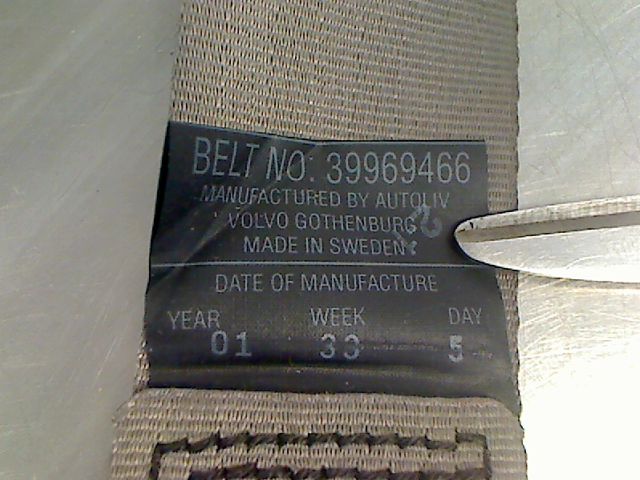 BELT NO: 39969466
MANUFACTURED BY AUTOLIV
VOLVO GOTHENBURG
MADE IN SWEDEN
DATE OF MANUFACTURE
YEAR WEEK DAY
01 33 5